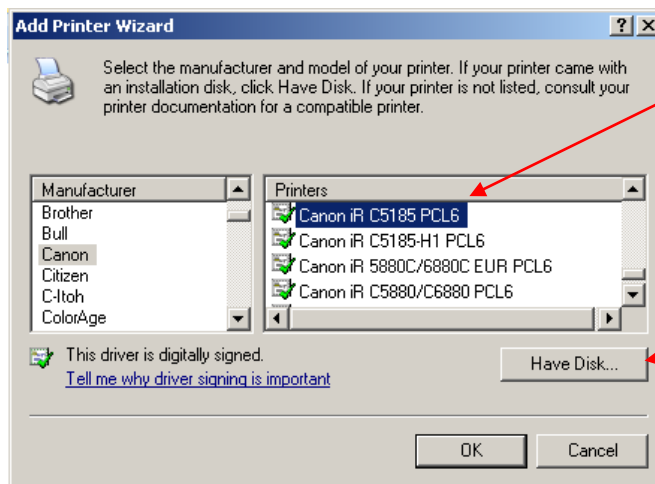 Add Printer Wizard
Select the manufacturer and model of your printer. If your printer came with
an installation disk, click Have Disk. If your printer is not listed, consult your
printer documentation for a compatible printer.
Manufacturer
Brother
Bull
Canon
Citizen
C-Itoh
ColorAge
Printers
Canon iR C5185 PCL6
Canon iR C5185-H1 PCL6
Canon iR 5880C/6880C EUR PCL6
Canon iR C5880/C6880 PCL6
This driver is digitally signed.
Tell me why driver signing is important
Have Disk...
OK
Cancel